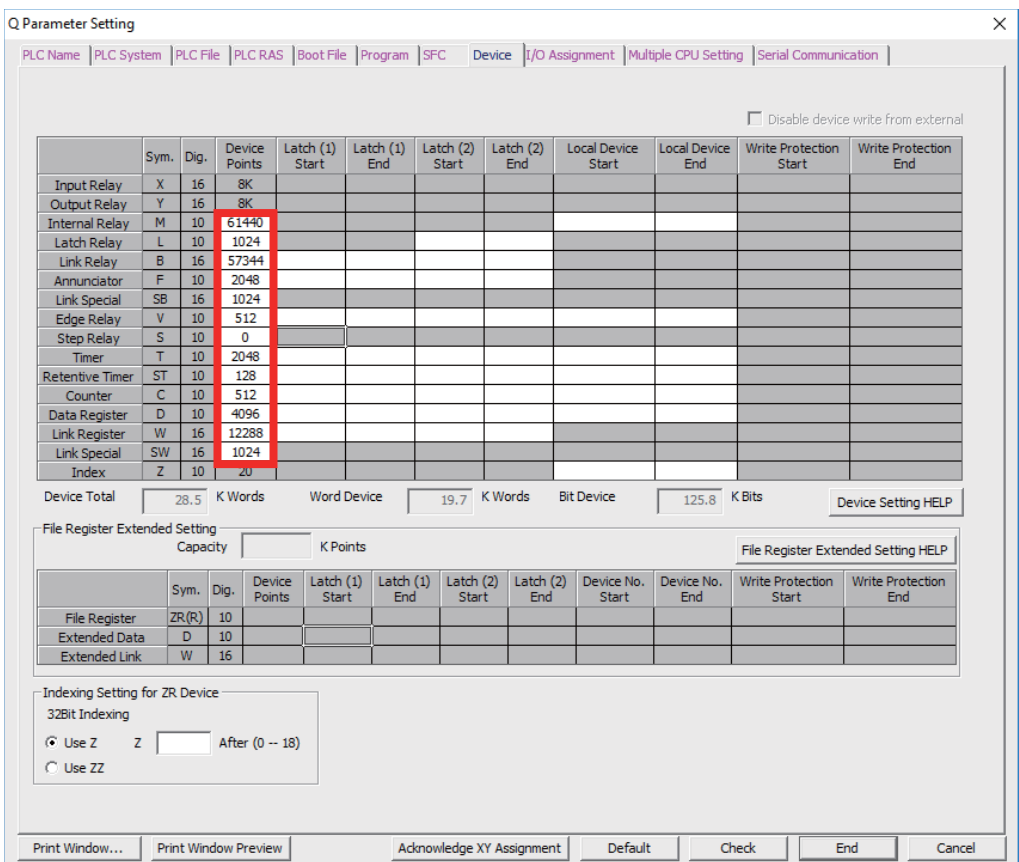 Q Parameter Setting
PLC Name PLC System PLC File PLC RAS Boot File Program SFC Device I/O Assignment Multiple CPU Setting Serial Communication
Disable device write from external
Sym. Dig. Device Points Latch (1) Start Latch (1) End Latch (2) Start Latch (2) End Local Device Start Local Device End Write Protection Start Write Protection End
Input Relay X 16 8K
Output Relay Y 16 8K
Internal Relay M 10 61440
Latch Relay L 10 1024
Link Relay B 16 57344
Annunciator F 10 2048
Link Special SB 16 1024
Edge Relay V 10 512
Step Relay S 10 0
Timer T 10 2048
Retentive Timer ST 10 128
Counter C 10 512
Data Register D 10 4096
Link Register W 16 12288
Link Special SW 16 1024
Index Z 10 20
Device Total 28.5 K Words Word Device 19.7 K Words Bit Device 125.8 K Bits Device Setting HELP
File Register Extended Setting
Capacity K Points File Register Extended Setting HELP
Sym. Dig. Device Points Latch (1) Start Latch (1) End Latch (2) Start Latch (2) End Device No. Start Device No. End Write Protection Start Write Protection End
File Register ZR(R) 10
Extended Data D 10
Extended Link W 16
Indexing Setting for ZR Device
32Bit Indexing
Use Z Z After (0 -- 18)
Use ZZ
Print Window... Print Window Preview Acknowledge XY Assignment Default Check End Cancel